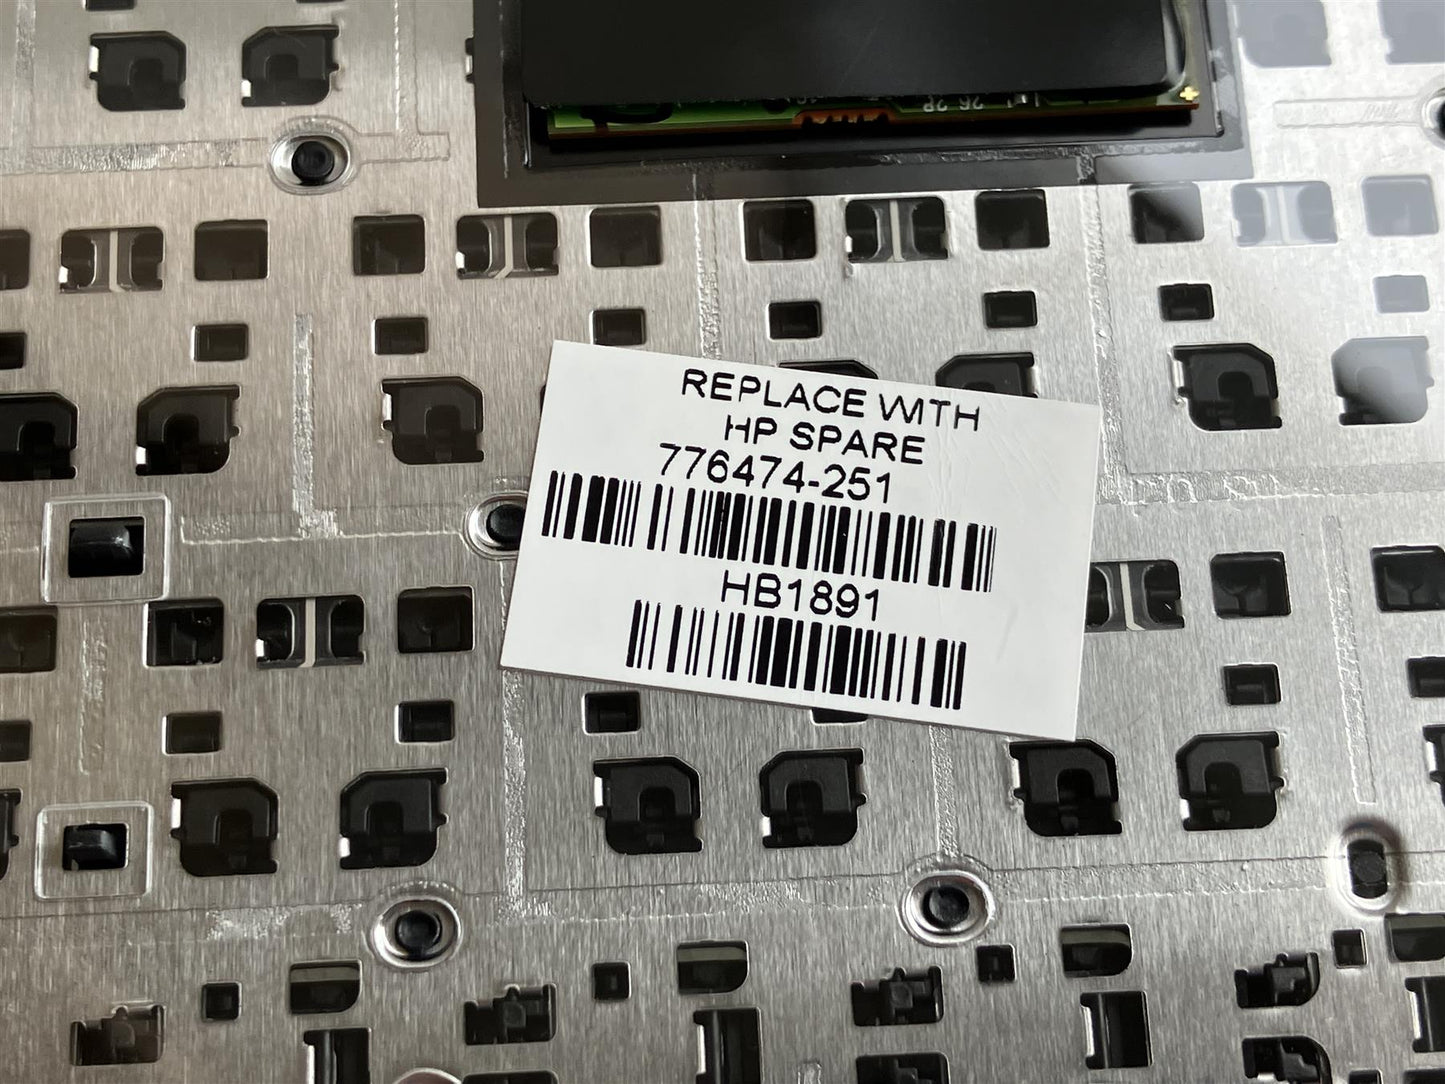 REPLACE WITH
HP SPARE
776474-251
HB1891